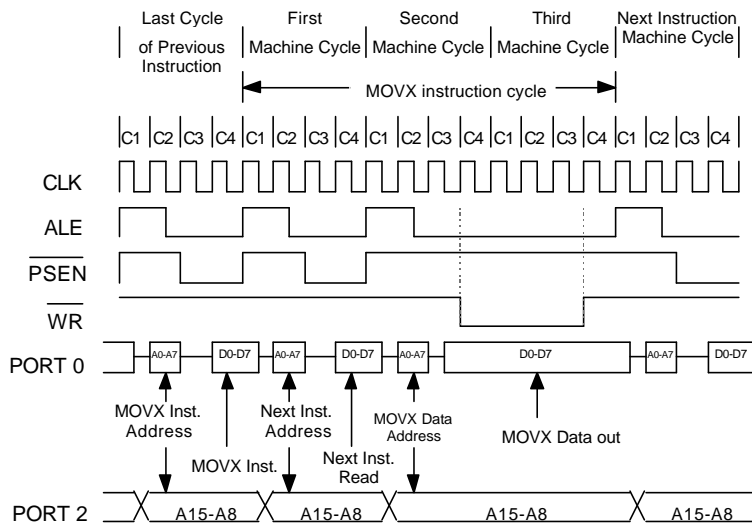 Last Cycle
of Previous
Instruction
First
Machine Cycle
Second
Machine Cycle
Third
Machine Cycle
Next Instruction
Machine Cycle
MOVX instruction cycle
C1 C2 C3 C4 C1 C2 C3 C4 C1 C2 C3 C4 C1 C2 C3 C4 C1 C2 C3 C4
CLK
ALE
PSEN
WR
PORT 0
A0-A7 D0-D7 A0-A7 D0-D7 A0-A7 D0-D7 A0-A7 D0-D7
MOVX Inst.
Address
MOVX Inst.
Next Inst.
Address
Next Inst.
Read
MOVX Data
Address
MOVX Data out
PORT 2
A15-A8 A15-A8 A15-A8 A15-A8